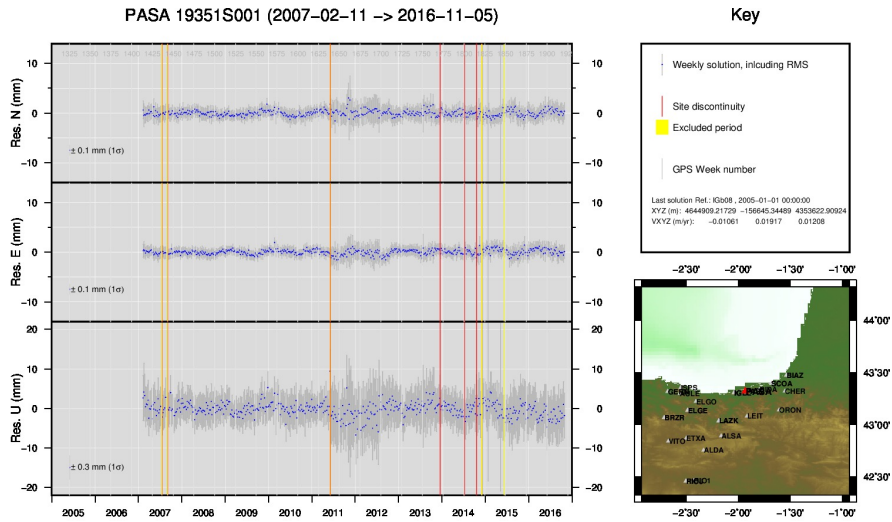 PASA 19351S001 (2007-02-11 -> 2016-11-05)
Res. N (mm)
10
0
-10
10
0
-10
± 0.1 mm (1σ)
Res. E (mm)
10
0
-10
10
0
-10
± 0.1 mm (1σ)
Res. U (mm)
20
10
0
-10
-20
20
10
0
-10
-20
± 0.3 mm (1σ)
2005 2006 2007 2008 2009 2010 2011 2012 2013 2014 2015 2016
Key
Weekly solution, inlcuding RMS
Site discontinuity
Excluded period
GPS Week number
Last solution Ref.: IGb08 , 2005-01-01 00:00:00
XYZ (m): 4644909.21729 -156645.34489 4353622.90924
VXYZ (m/yr): -0.01061 0.01917 0.01208
-2°30' -2°00' -1°30' -1°00'
44°00'
43°30'
43°00'
42°30'
BIAZ
SCOA
CHER
ELGO
ELGE
ORON
BRZR
LAZK
LEIT
VITO
ETXA
ALSA
ALDA
-2°30' -2°00' -1°30' -1°00'